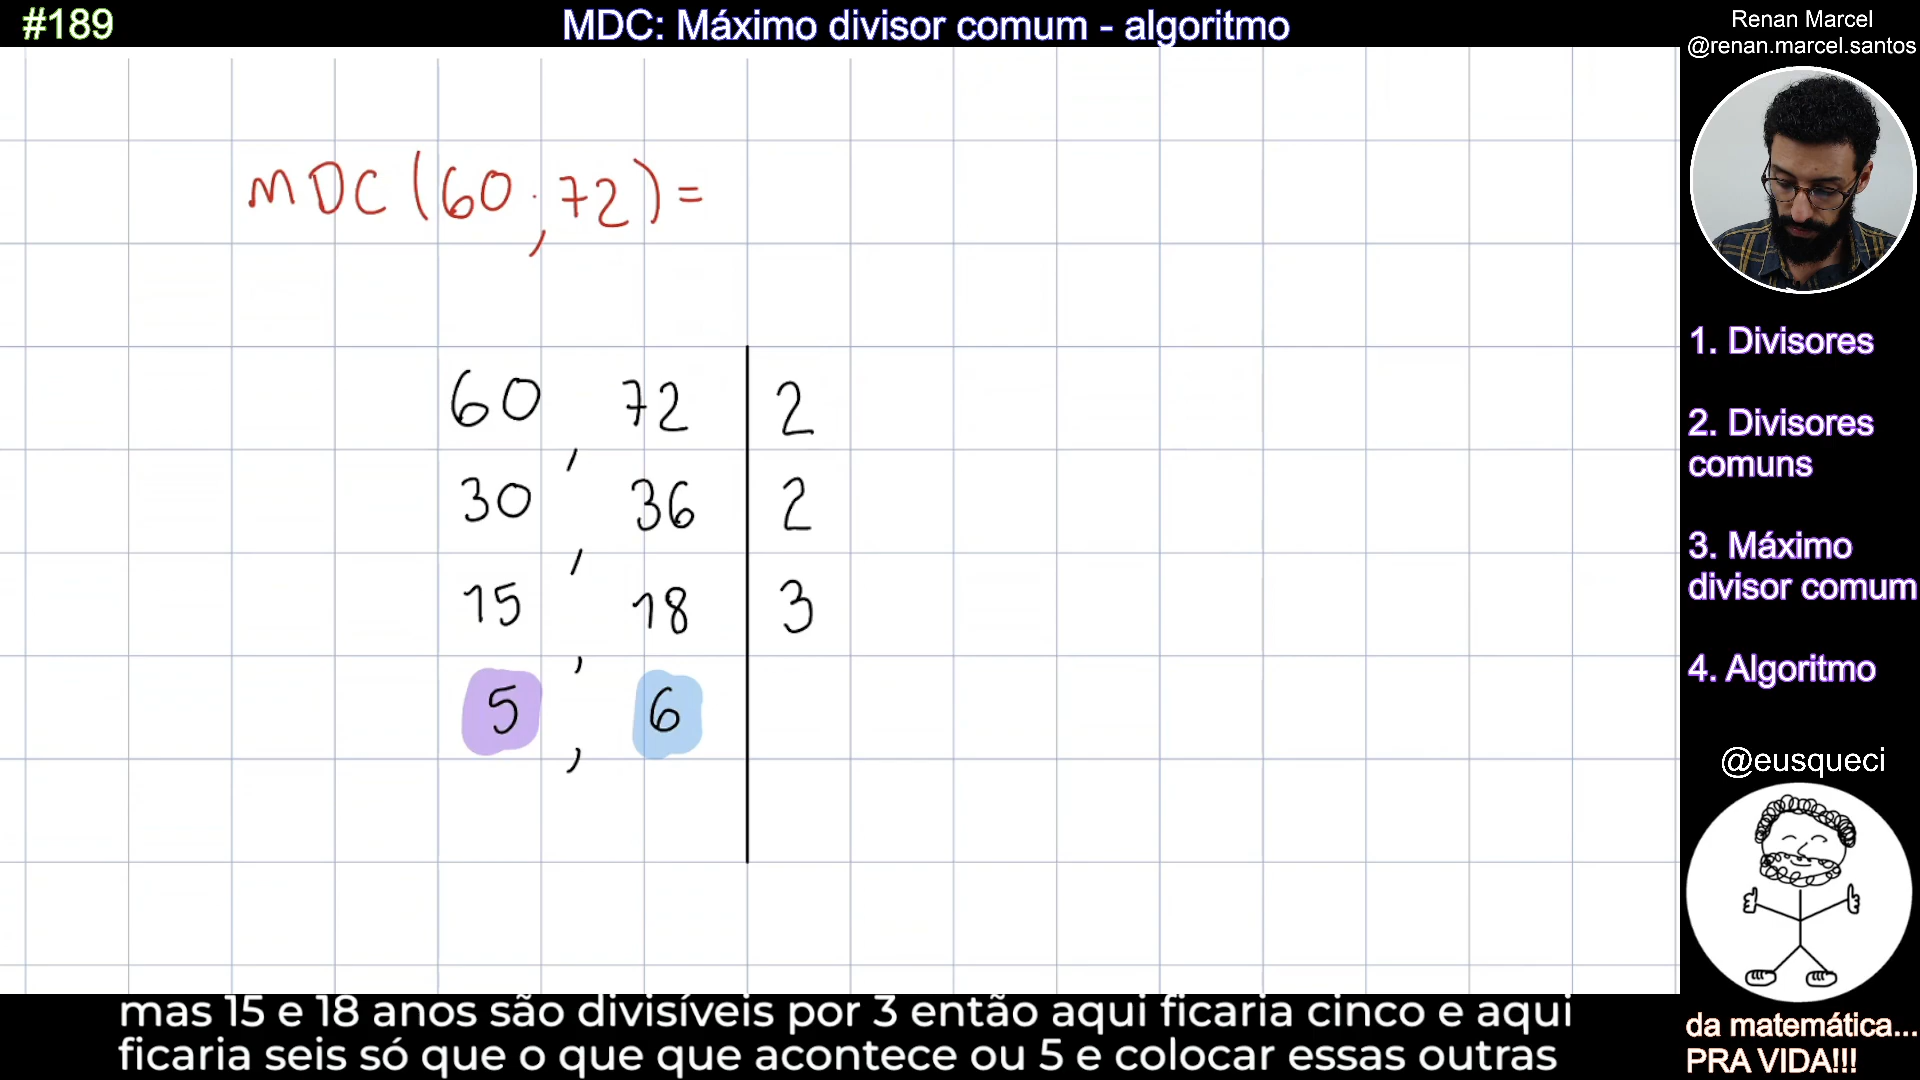 #189
MDC: Máximo divisor comum - algoritmo
Renan Marcel
@renan.marcel.santos
MDC (60;72) =
60, 72 | 2
30, 36 | 2
15, 18 | 3
5, 6
1. Divisores
2. Divisores
comuns
3. Máximo
divisor comum
4. Algoritmo
@eusqueci
da matemática...
PRA VIDA!!!
mas 15 e 18 anos são divisíveis por 3 então aqui ficaria cinco e aqui
ficaria seis só que o que que acontece ou 5 e colocar essas outras